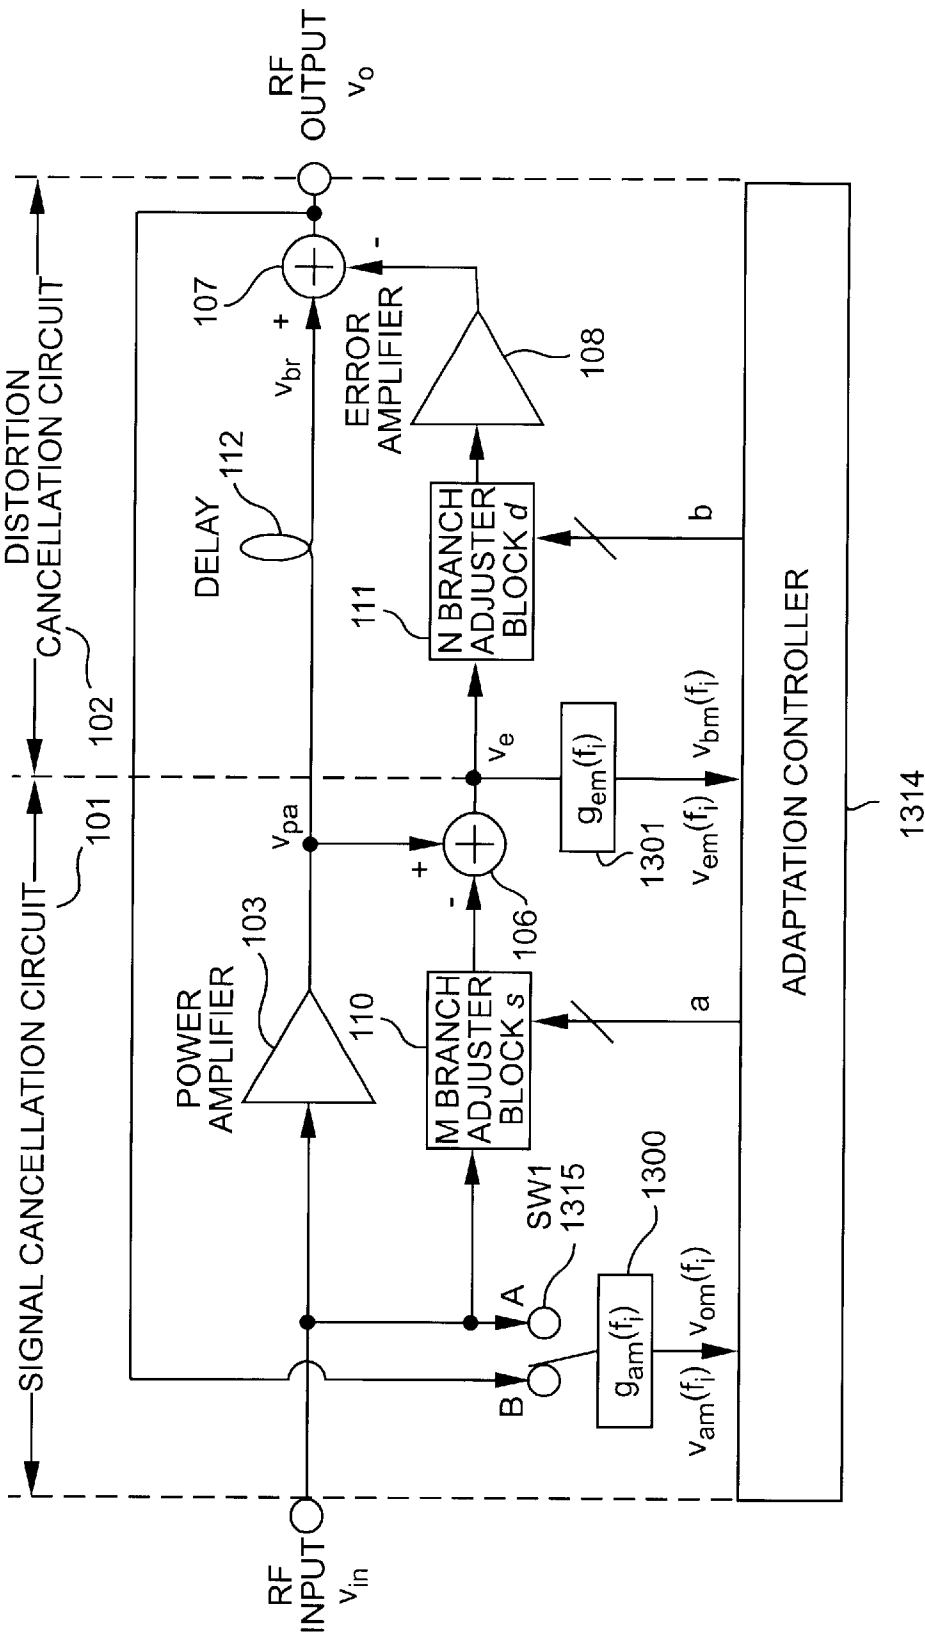 SIGNAL CANCELLATION CIRCUIT
101
DISTORTION
CANCELLATION CIRCUIT
102
RF
INPUT
vin
POWER
AMPLIFIER
103
vpa
DELAY
112
vbr
+
107
-
RF
OUTPUT
vo
110
M BRANCH
ADJUSTER
BLOCK s
+
-
106
ve
111
N BRANCH
ADJUSTER
BLOCK d
ERROR
AMPLIFIER
108
B
A
SW1
1315
gam(fi)
1300
vam(fi)
vom(fi)
a
gem(fi)
1301
vem(fi)
vbm(fi)
b
ADAPTATION CONTROLLER
1314